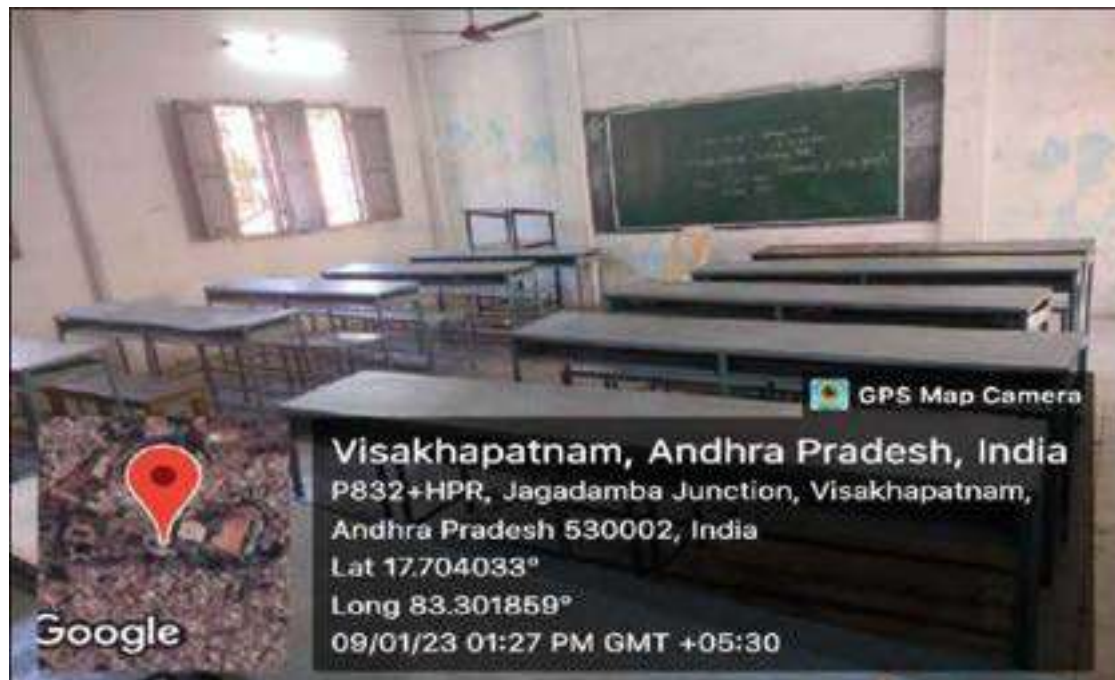 GPS Map Camera
Visakhapatnam, Andhra Pradesh, India
P832+HPR, Jagadamba Junction, Visakhapatnam,
Andhra Pradesh 530002, India
Lat 17.704033°
Long 83.301859°
09/01/23 01:27 PM GMT +05:30
Google